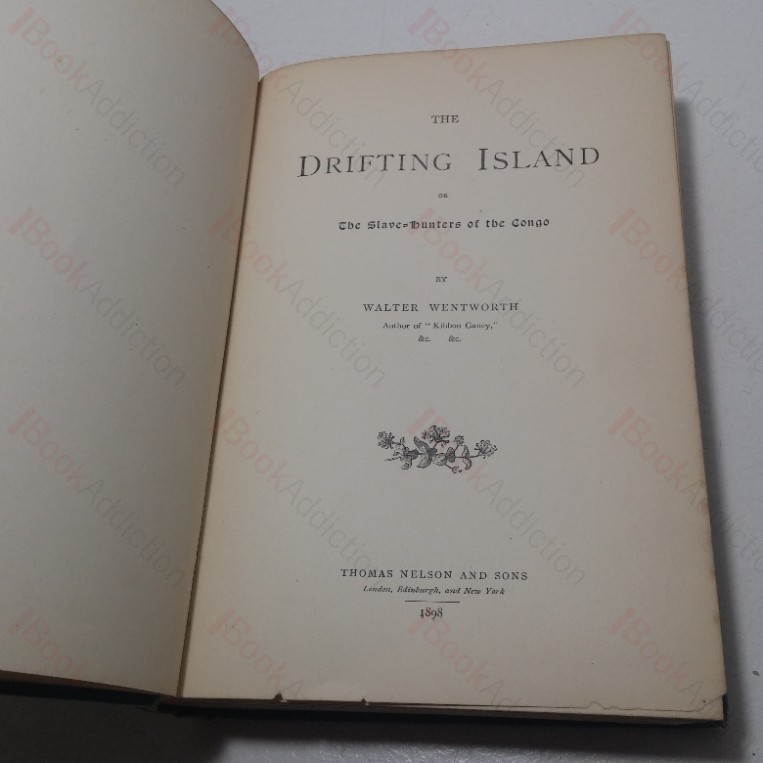 THE
DRIFTING ISLAND
OR
The Slave=Hunters of the Congo
BY
WALTER WENTWORTH
Author of "Kibboo Ganey,"
&c. &c.
THOMAS NELSON AND SONS
London, Edinburgh, and New York
1898
BookAddiction